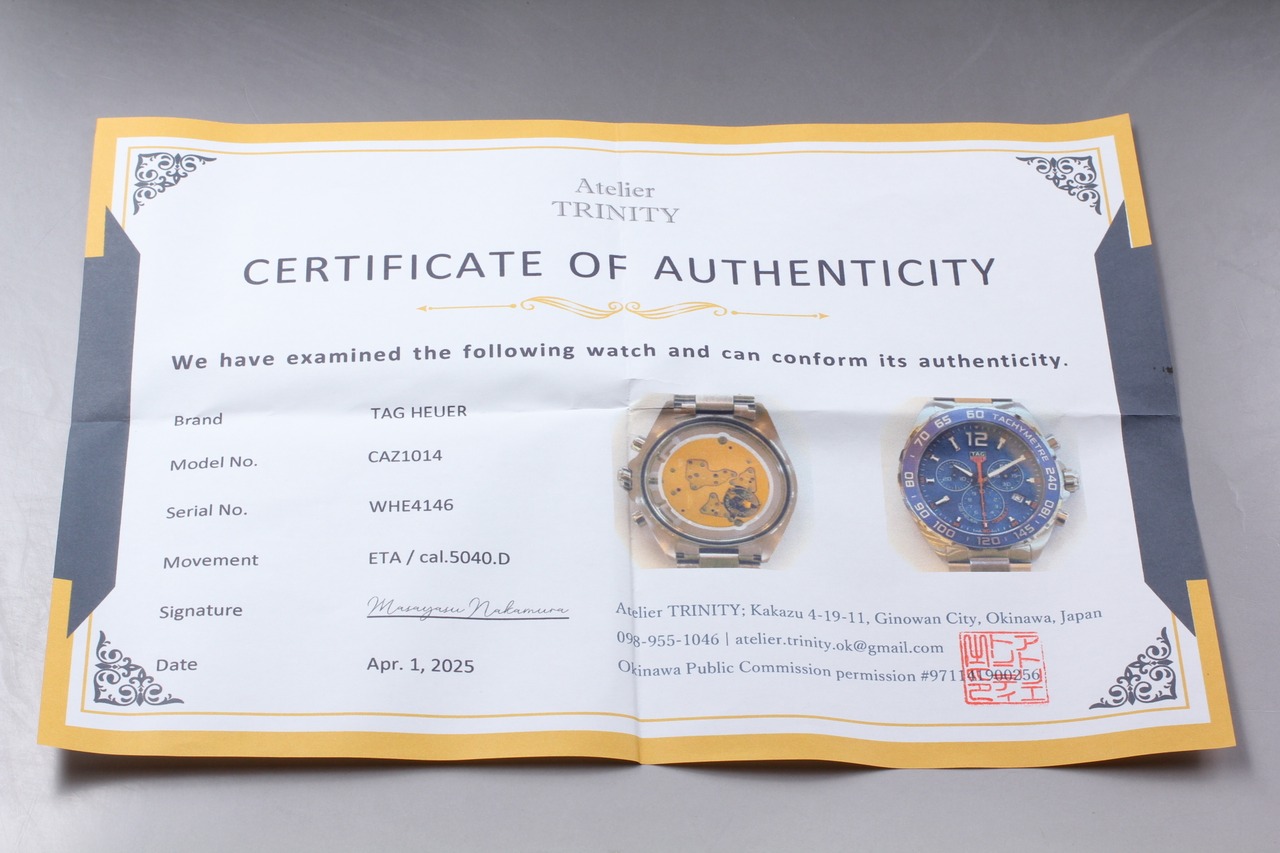 Atelier
TRINITY
CERTIFICATE OF AUTHENTICITY
We have examined the following watch and can conform its authenticity.
Brand TAG HEUER
Model No. CAZ1014
Serial No. WHE4146
Movement ETA / cal.5040.D
Signature Masayasu Nakamura
Date Apr. 1, 2025
60 TACHYMETRE 240 180 145 120 100 90 80 70 65
12
TAG
Atelier TRINITY; Kakazu 4-19-11, Ginowan City, Okinawa, Japan
098-955-1046 | atelier.trinity.ok@gmail.com
Okinawa Public Commission permission #971141900256